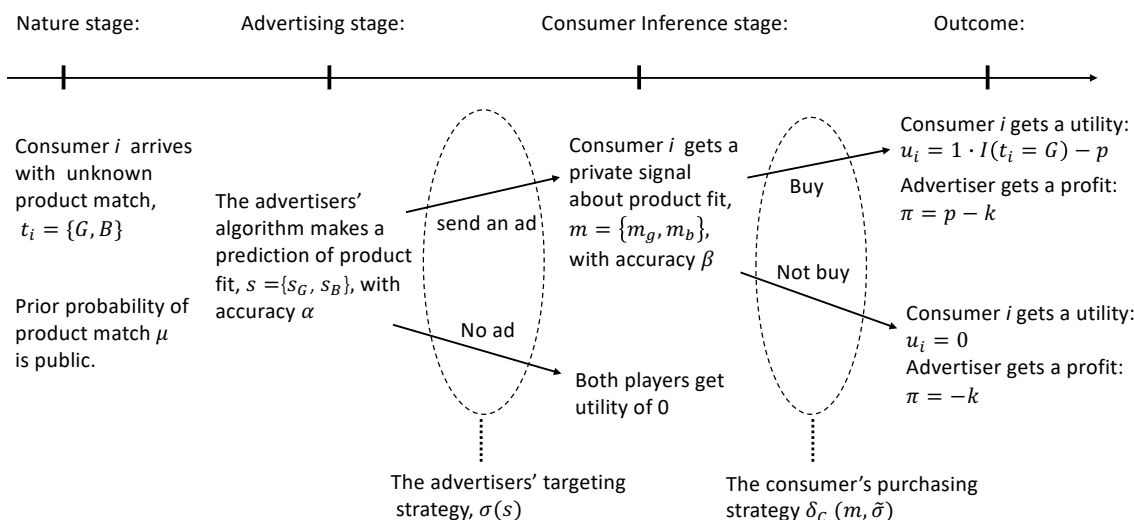 Nature stage:
Advertising stage:
Consumer Inference stage:
Outcome:
Consumer i arrives
with unknown
product match,
t_i = {G, B}
Prior probability of
product match μ
is public.
The advertisers’
algorithm makes a
prediction of product
fit, s ={s_G, s_B}, with
accuracy α
send an ad
No ad
Consumer i gets a
private signal
about product fit,
m = {m_g, m_b},
with accuracy β
Both players get
utility of 0
Buy
Not buy
Consumer i gets a utility:
u_i = 1 · I(t_i = G) − p
Advertiser gets a profit:
π = p − k
Consumer i gets a utility:
u_i = 0
Advertiser gets a profit:
π = −k
The advertisers’ targeting
strategy, σ(s)
The consumer’s purchasing
strategy δ_C (m, σ̃)